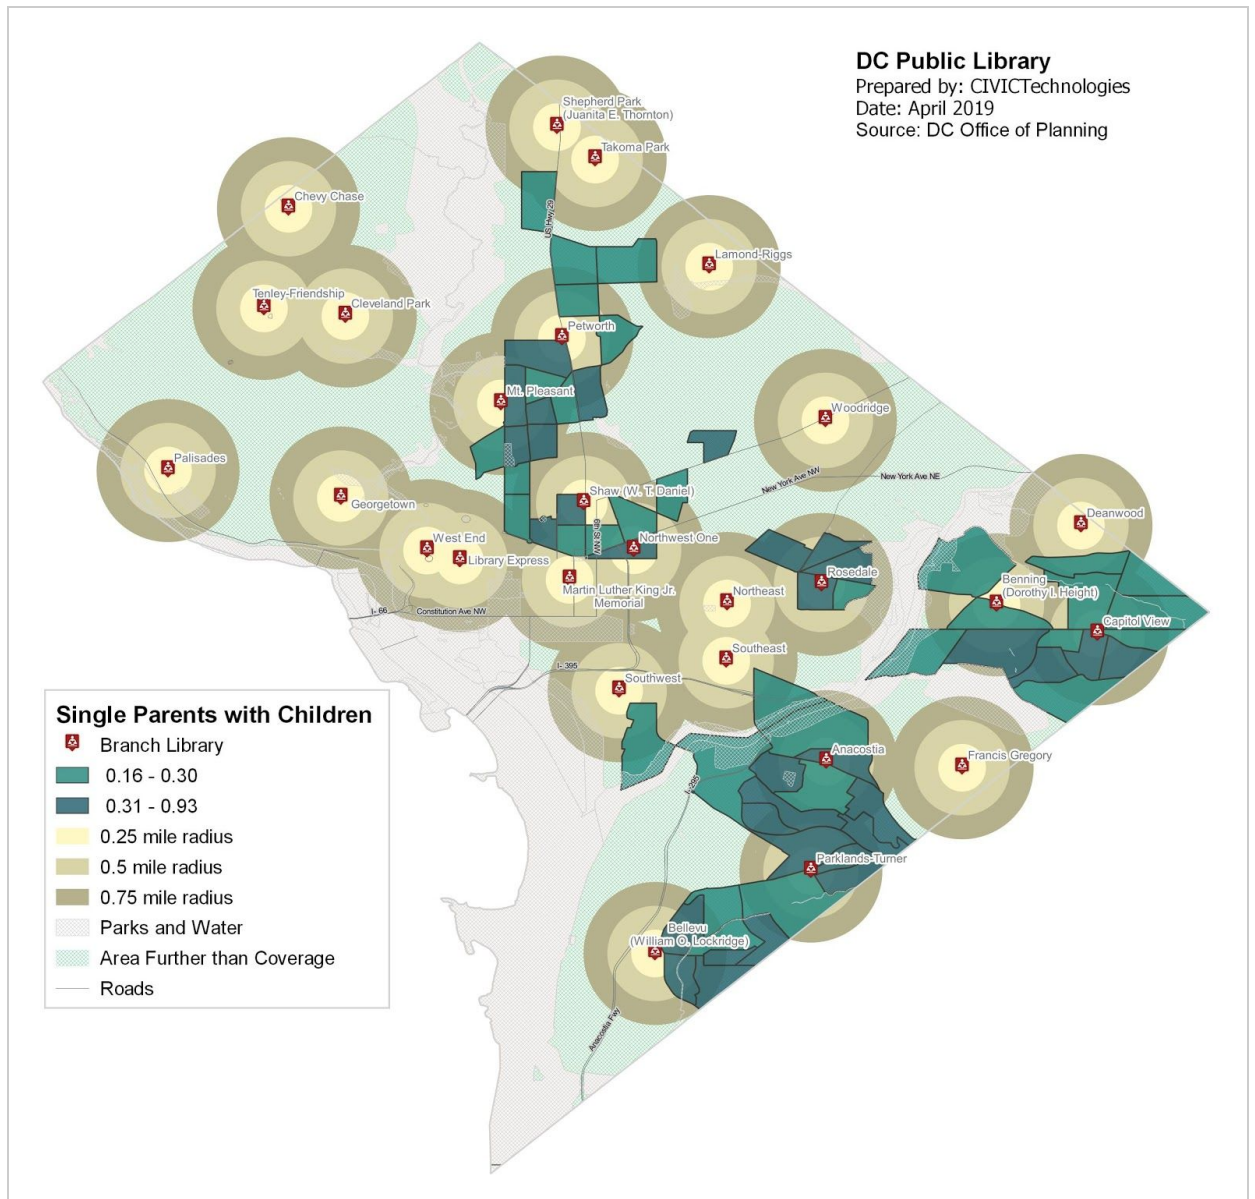 DC Public Library
Prepared by: CIVICTechnologies
Date: April 2019
Source: DC Office of Planning
Shepherd Park
(Juanita E. Thornton)
Takoma Park
Chevy Chase
US Hwy 29
Lamond-Riggs
Tenley-Friendship
Cleveland Park
Petworth
Mt. Pleasant
Woodridge
Palisades
New York Ave NW
New York Ave NE
Shaw (W. T. Daniel)
Georgetown
Deanwood
6th St NW
West End
Northwest One
Library Express
Rosedale
Benning
(Dorothy I. Height)
Martin Luther King Jr.
Memorial
Northeast
I- 66
Constitution Ave NW
Capitol View
Southeast
I- 395
Southwest
Anacostia
Francis Gregory
I-295
Parklands-Turner
Bellevu
(William O. Lockridge)
Anacostia Fwy
Single Parents with Children
Branch Library
0.16 - 0.30
0.31 - 0.93
0.25 mile radius
0.5 mile radius
0.75 mile radius
Parks and Water
Area Further than Coverage
Roads